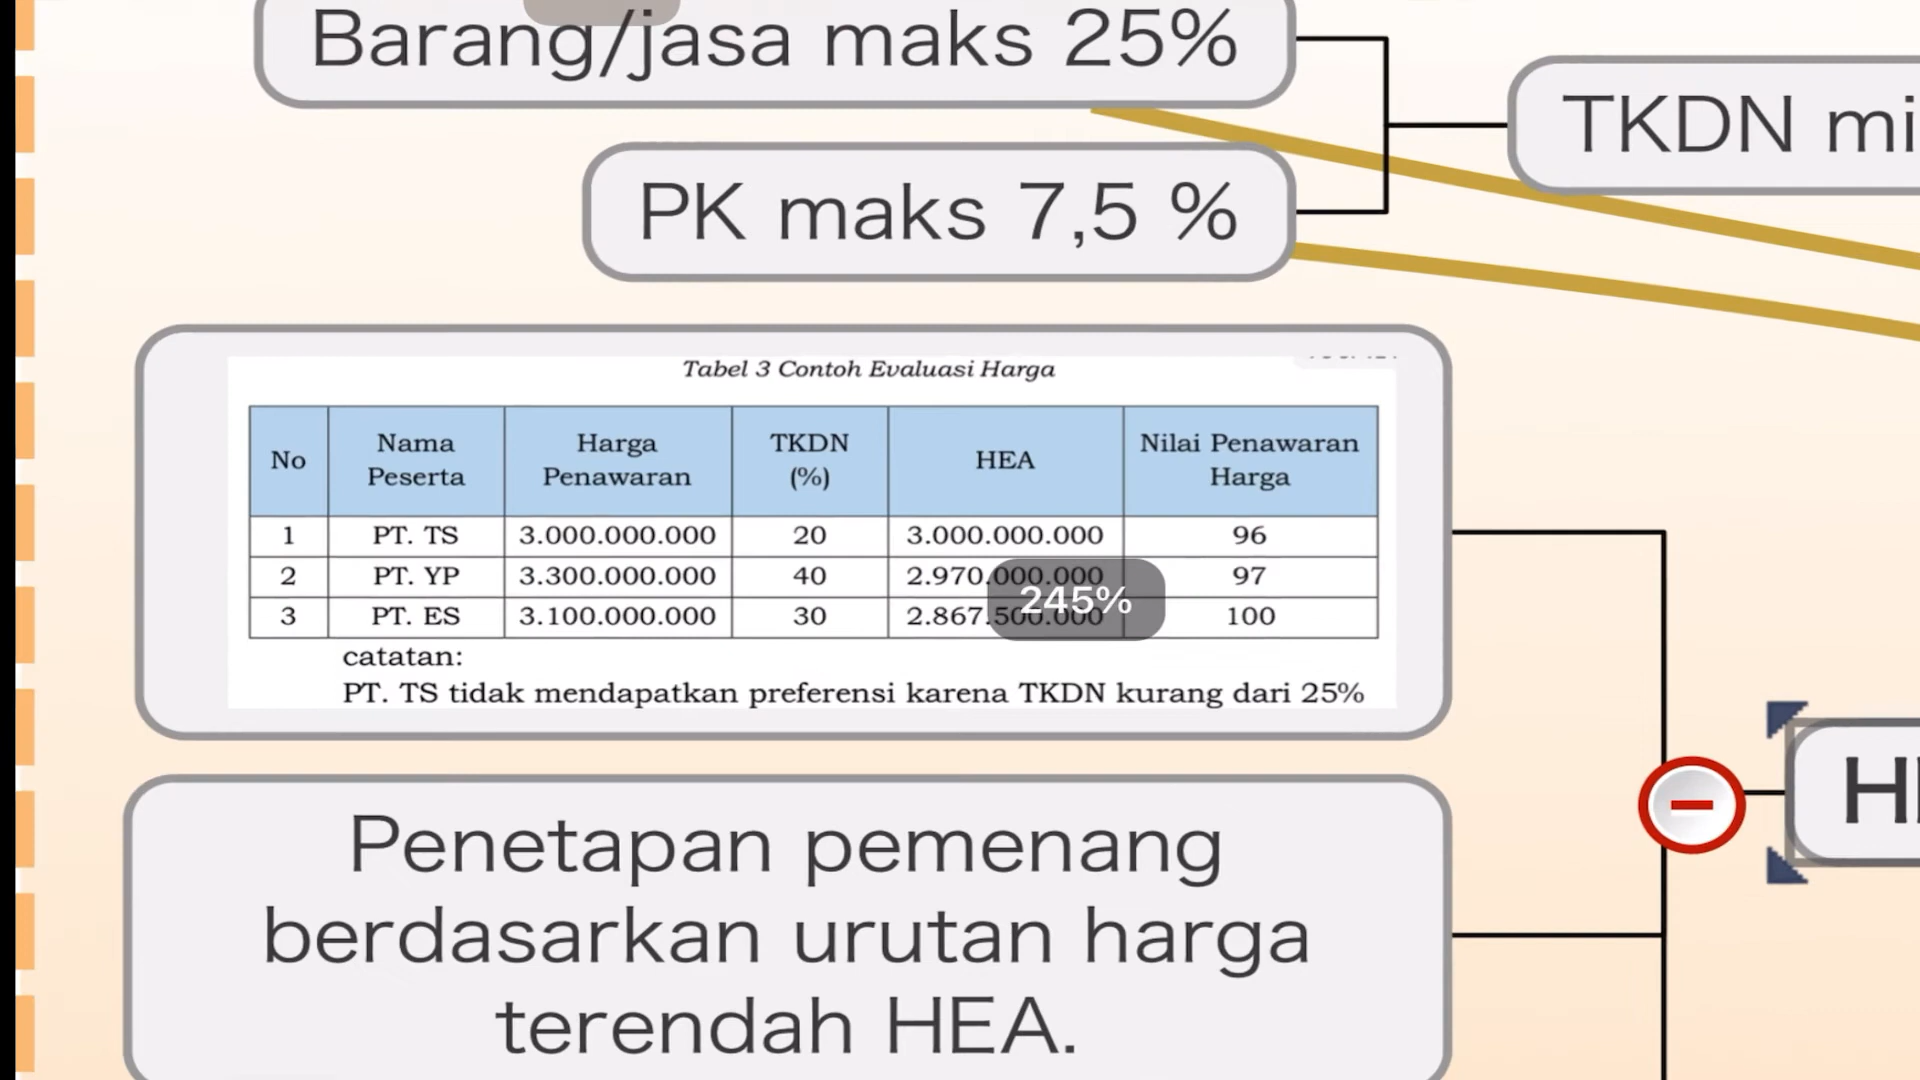 Barang/jasa maks 25%
TKDN mi
PK maks 7,5 %
Tabel 3 Contoh Evaluasi Harga
No Nama Peserta Harga Penawaran TKDN (%) HEA Nilai Penawaran Harga
1 PT. TS 3.000.000.000 20 3.000.000.000 96
2 PT. YP 3.300.000.000 40 2.970.000.000 97
3 PT. ES 3.100.000.000 30 2.867.500.000 100
245%
catatan:
PT. TS tidak mendapatkan preferensi karena TKDN kurang dari 25%
Penetapan pemenang
berdasarkan urutan harga
terendah HEA.